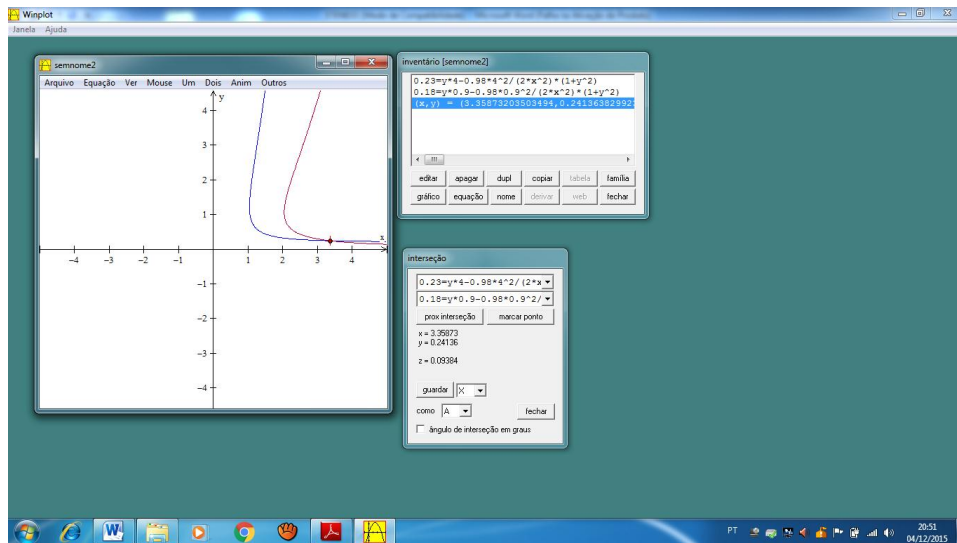 Winplot
Janela Ajuda
semnome2
Arquivo Equação Ver Mouse Um Dois Anim Outros
y
4
3
2
1
x
-4 -3 -2 -1 1 2 3 4
-1
-2
-3
-4
inventário [semnome2]
0.23=y*4-0.98*4^2/(2*x^2)*(1+y^2)
0.18=y*0.9-0.98*0.9^2/(2*x^2)*(1+y^2)
(x,y) = (3.35873203503494,0.24136382992
editar apagar dupl copiar tabela família
gráfico equação nome derivar web fechar
interseção
0.23=y*4-0.98*4^2/(2*x
0.18=y*0.9-0.98*0.9^2/
prox interseção marcar ponto
x = 3.35873
y = 0.24136
z = 0.09384
guardar X
como A fechar
ângulo de interseção em graus
W
PT 20:51
04/12/2015